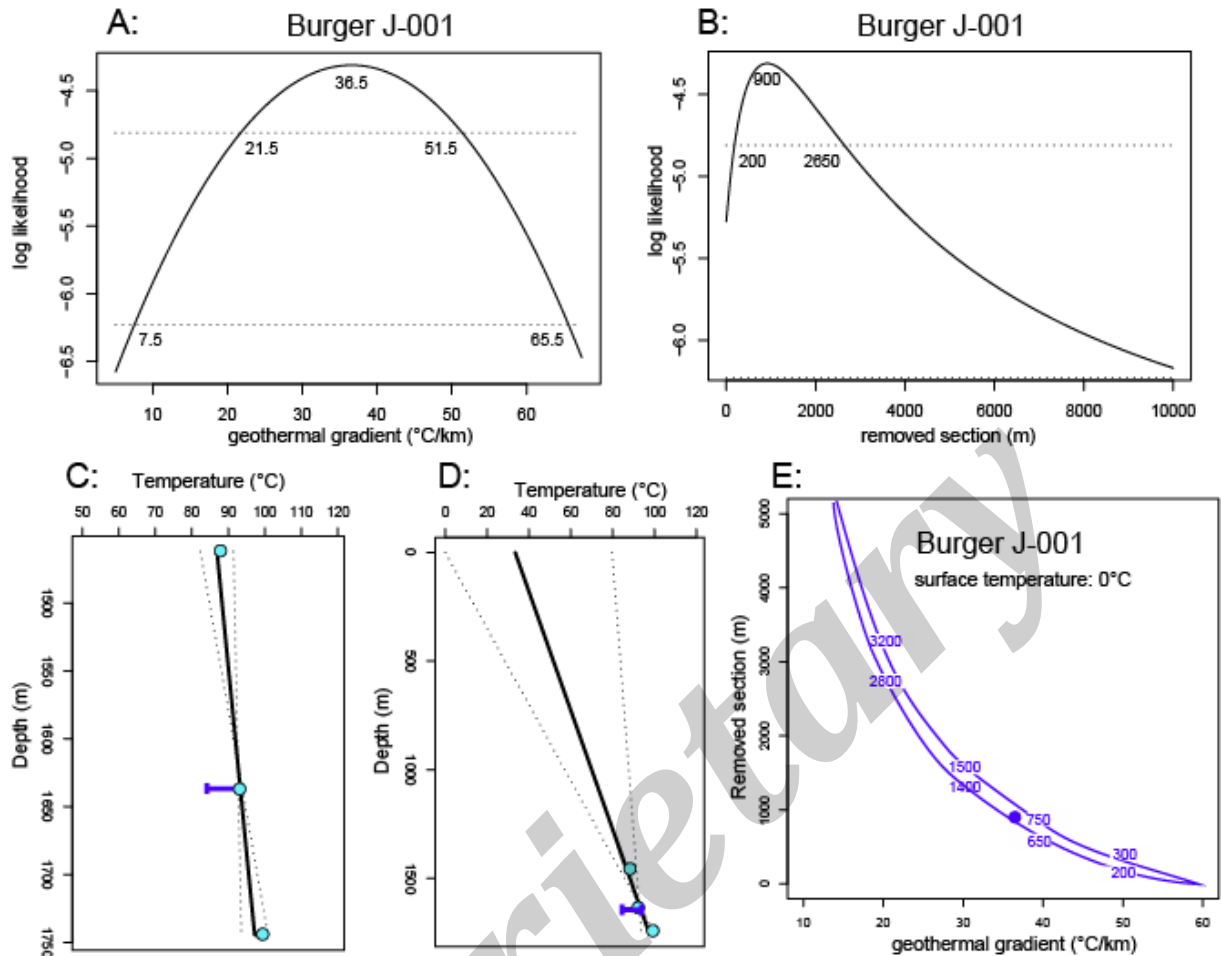 A:
Burger J-001
log likelihood
−4.5
−5.0
−5.5
−6.0
−6.5
36.5
21.5
51.5
7.5
65.5
10 20 30 40 50 60
geothermal gradient (°C/km)
B:
Burger J-001
log likelihood
−4.5
−5.0
−5.5
−6.0
900
200
2650
0 2000 4000 6000 8000 10000
removed section (m)
C:
Temperature (°C)
50 60 70 80 90 100 110 120
Depth (m)
1500
1550
1600
1650
1700
1750
D:
Temperature (°C)
0 20 40 60 80 100 120
Depth (m)
0
500
1000
1500
E:
Burger J-001
surface temperature: 0°C
Removed section (m)
5000
4000
3000
2000
1000
0
3200
2800
1500
1400
750
650
300
200
10 20 30 40 50 60
geothermal gradient (°C/km)
rietary